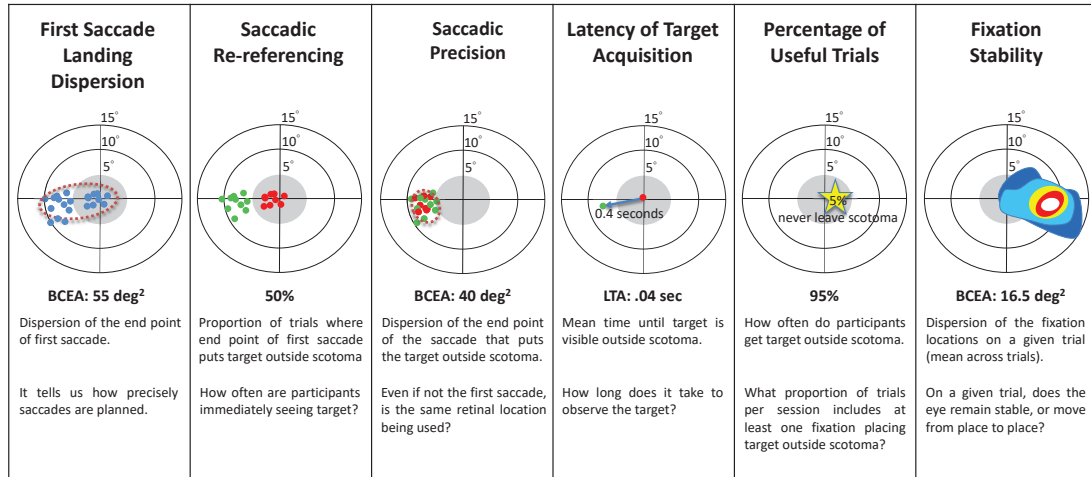 First Saccade
Landing
Dispersion
15°
10°
5°
BCEA: 55 deg²
Dispersion of the end point
of first saccade.
It tells us how precisely
saccades are planned.
Saccadic
Re-referencing
15°
10°
5°
50%
Proportion of trials where
end point of first saccade
puts target outside scotoma
How often are participants
immediately seeing target?
Saccadic
Precision
15°
10°
5°
BCEA: 40 deg²
Dispersion of the end point
of the saccade that puts
the target outside scotoma.
Even if not the first saccade,
is the same retinal location
being used?
Latency of Target
Acquisition
15°
10°
5°
0.4 seconds
LTA: .04 sec
Mean time until target is
visible outside scotoma.
How long does it take to
observe the target?
Percentage of
Useful Trials
15°
10°
5°
5%
never leave scotoma
95%
How often do participants
get target outside scotoma.
What proportion of trials
per session includes at
least one fixation placing
target outside scotoma?
Fixation
Stability
15°
10°
5°
BCEA: 16.5 deg²
Dispersion of the fixation
locations on a given trial
(mean across trials).
On a given trial, does the
eye remain stable, or move
from place to place?